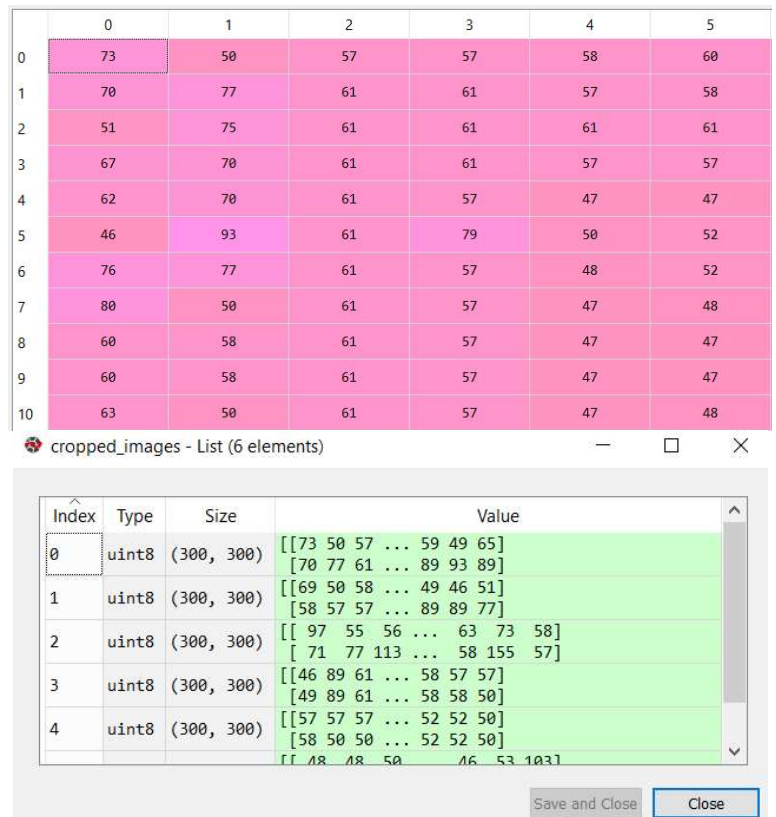 0 1 2 3 4 5
0 73 50 57 57 58 60
1 70 77 61 61 57 58
2 51 75 61 61 61 61
3 67 70 61 61 57 57
4 62 70 61 57 47 47
5 46 93 61 79 50 52
6 76 77 61 57 48 52
7 80 50 61 57 47 48
8 60 58 61 57 47 47
9 60 58 61 57 47 47
10 63 50 61 57 47 48
cropped_images - List (6 elements)
Index Type Size Value
0 uint8 (300, 300) [[73 50 57 ... 59 49 65]
[70 77 61 ... 89 93 89]
1 uint8 (300, 300) [[69 50 58 ... 49 46 51]
[58 57 57 ... 89 89 77]
2 uint8 (300, 300) [[ 97 55 56 ... 63 73 58]
[ 71 77 113 ... 58 155 57]
3 uint8 (300, 300) [[46 89 61 ... 58 57 57]
[49 89 61 ... 58 58 50]
4 uint8 (300, 300) [[57 57 57 ... 52 52 50]
[58 50 50 ... 52 52 50]
[[ 48 48 50 ... 46 53 103]
Save and Close Close